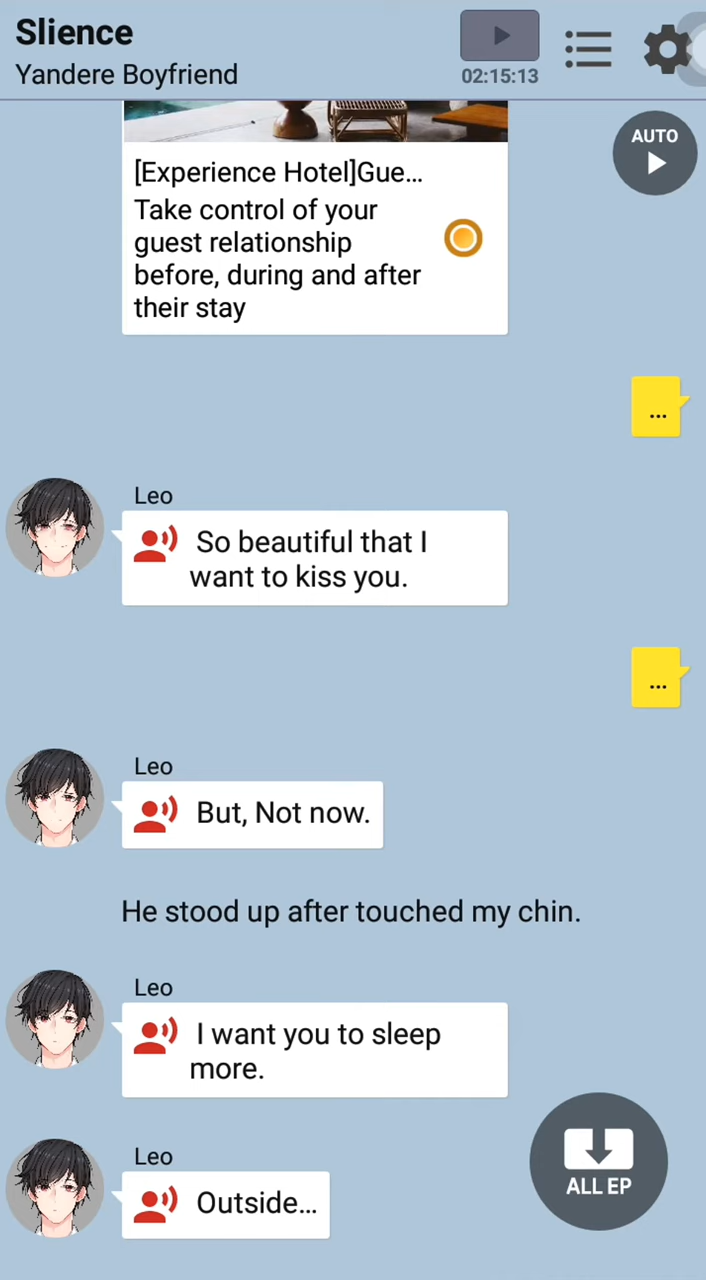 Slience
Yandere Boyfriend
02:15:13
AUTO
[Experience Hotel]Gue...
Take control of your
guest relationship
before, during and after
their stay
...
Leo
So beautiful that I
want to kiss you.
...
Leo
But, Not now.
He stood up after touched my chin.
Leo
I want you to sleep
more.
Leo
Outside...
ALL EP